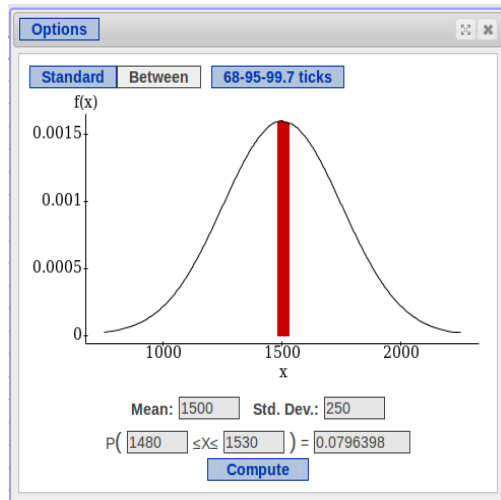 Options
Standard Between 68-95-99.7 ticks
f(x)
0.0015
0.001
0.0005
0
1000 1500 2000
x
Mean: 1500 Std. Dev.: 250
P( 1480 ≤X≤ 1530 ) = 0.0796398
Compute